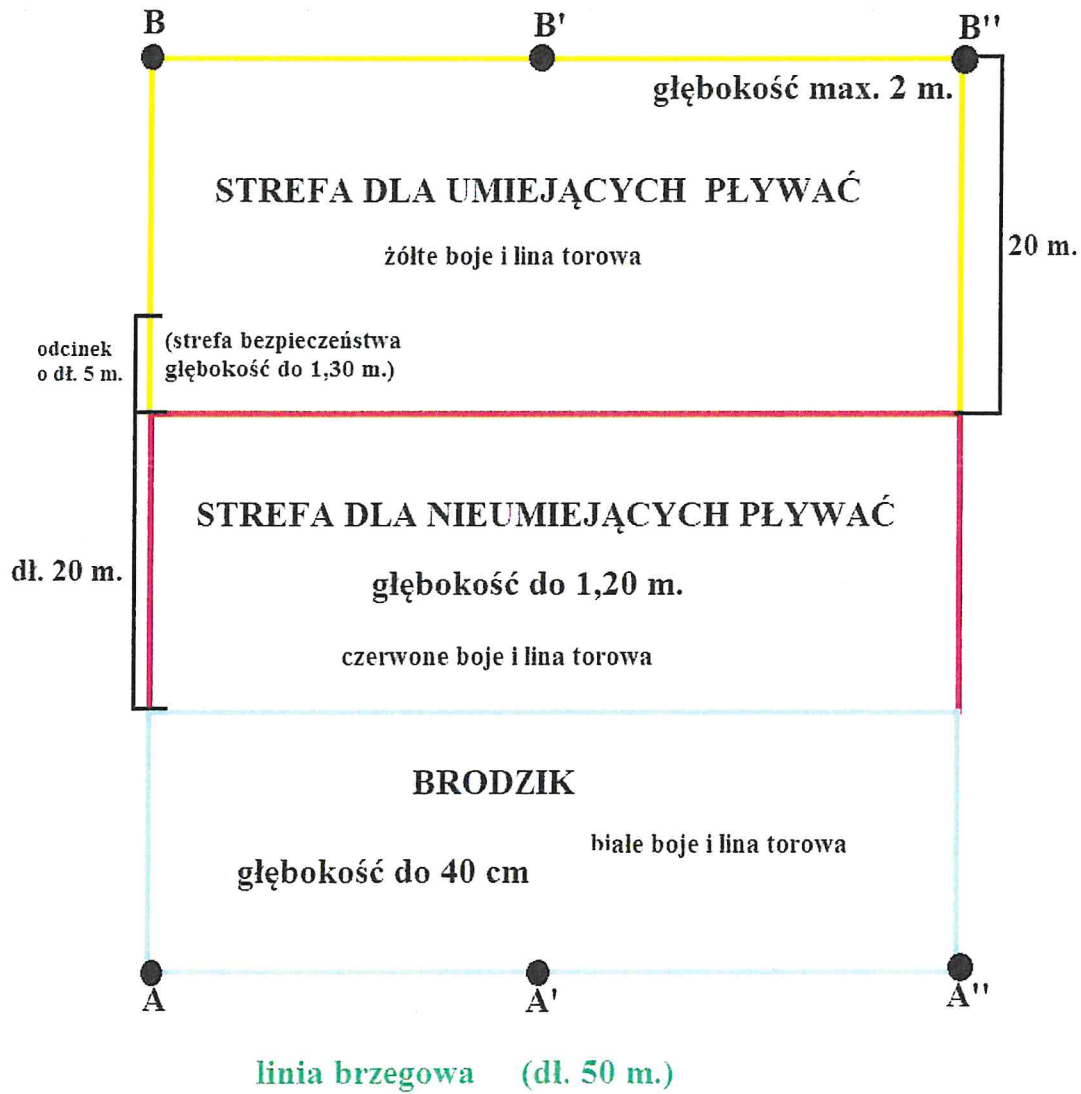 B
B'
B''
głębokość max. 2 m.
STREFA DLA UMIEJĄCYCH PŁYWAĆ
żółte boje i lina torowa
20 m.
odcinek
o dł. 5 m.
(strefa bezpieczeństwa
głębokość do 1,30 m.)
STREFA DLA NIEUMIEJĄCYCH PŁYWAĆ
dł. 20 m.
głębokość do 1,20 m.
czerwone boje i lina torowa
BRODZIK
białe boje i lina torowa
głębokość do 40 cm
A
A'
A''
linia brzegowa (dł. 50 m.)